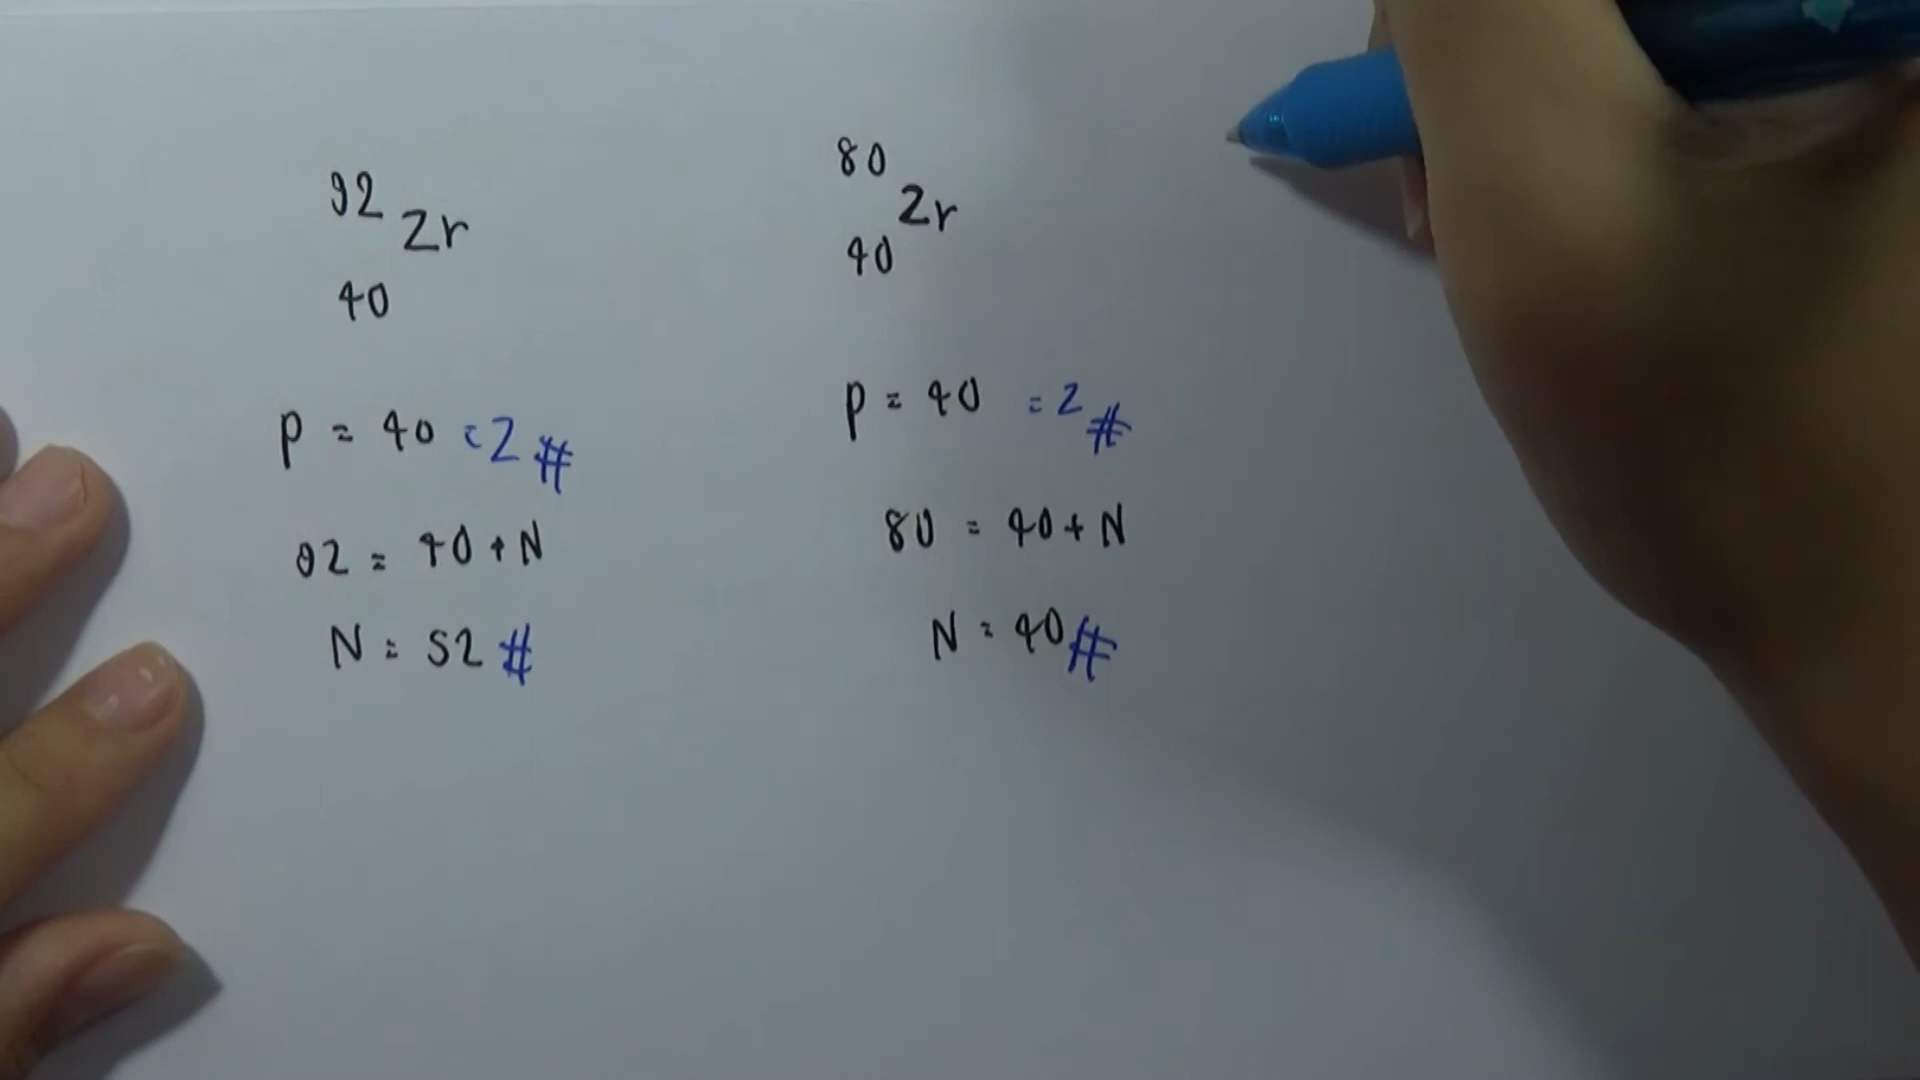 92
Zr
40
P = 40 = Z #
92 = 40 + N
N = 52 #
80
Zr
40
P = 40 = Z #
80 = 40 + N
N = 40 #